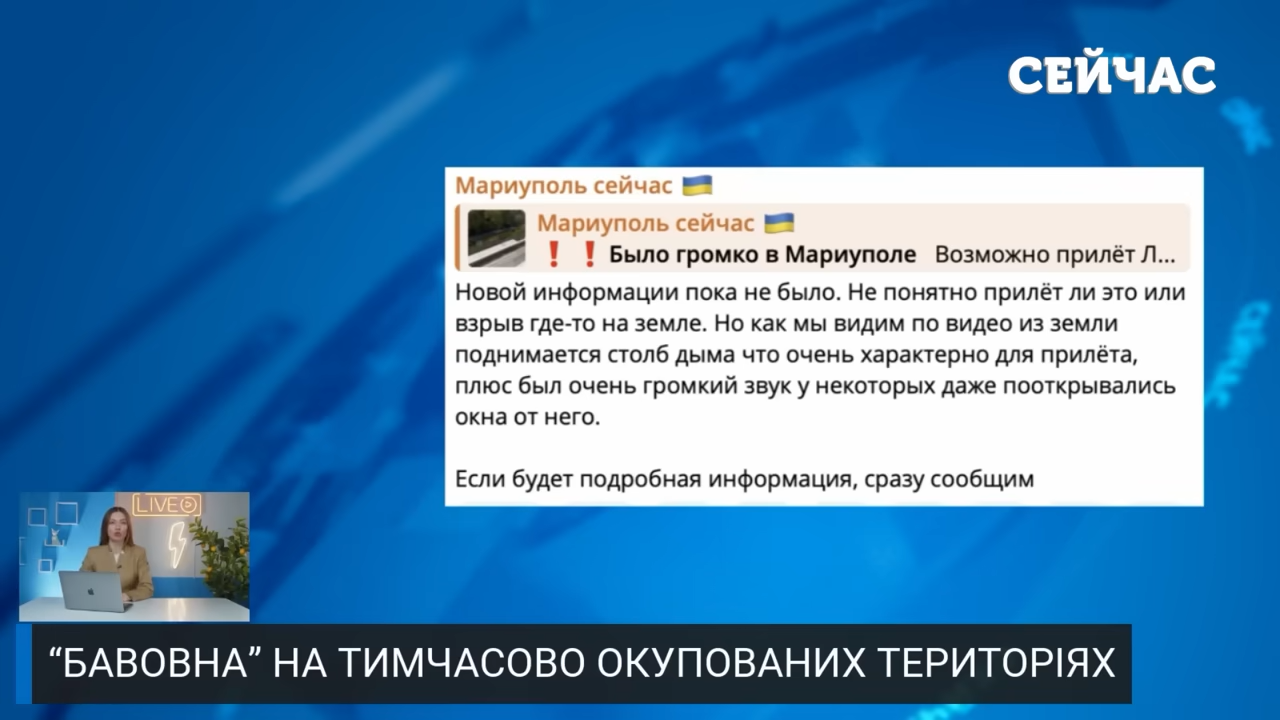 СЕЙЧАС
Мариуполь сейчас 🇺🇦
Мариуполь сейчас 🇺🇦
❗ ❗ Было громко в Мариуполе Возможно прилёт Л...
Новой информации пока не было. Не понятно прилёт ли это или
взрыв где-то на земле. Но как мы видим по видео из земли
поднимается столб дыма что очень характерно для прилёта,
плюс был очень громкий звук у некоторых даже пооткрывались
окна от него.
Если будет подробная информация, сразу сообщим
LIVE
“БАВОВНА” НА ТИМЧАСОВО ОКУПОВАНИХ ТЕРИТОРІЯХ